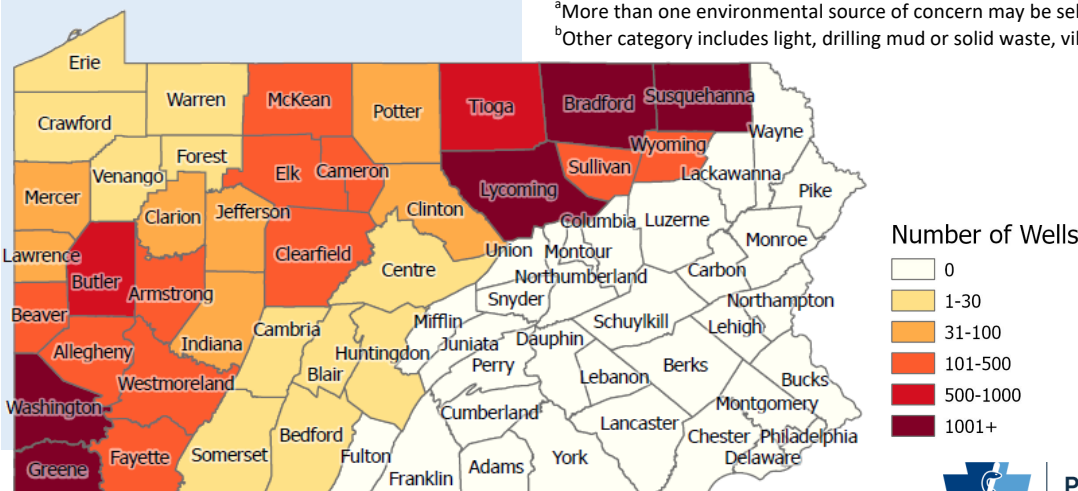 ᵃMore than one environmental source of concern may be sel
ᵇOther category includes light, drilling mud or solid waste, vil
Erie
Warren
McKean
Potter
Tioga
Bradford
Susquehanna
Crawford
Wayne
Forest
Wyoming
Venango
Elk
Cameron
Sullivan
Lackawanna
Mercer
Lycoming
Pike
Clarion
Jefferson
Clinton
Columbia
Luzerne
Lawrence
Clearfield
Union
Montour
Monroe
Butler
Centre
Northumberland
Carbon
Armstrong
Snyder
Northampton
Beaver
Cambria
Mifflin
Schuylkill
Lehigh
Allegheny
Indiana
Huntingdon
Juniata
Dauphin
Blair
Perry
Berks
Westmoreland
Lebanon
Bucks
Washington
Cumberland
Montgomery
Lancaster
Bedford
Chester
Philadelphia
Greene
Fayette
Somerset
Fulton
York
Delaware
Franklin
Adams
Number of Wells
0
1-30
31-100
101-500
500-1000
1001+
P